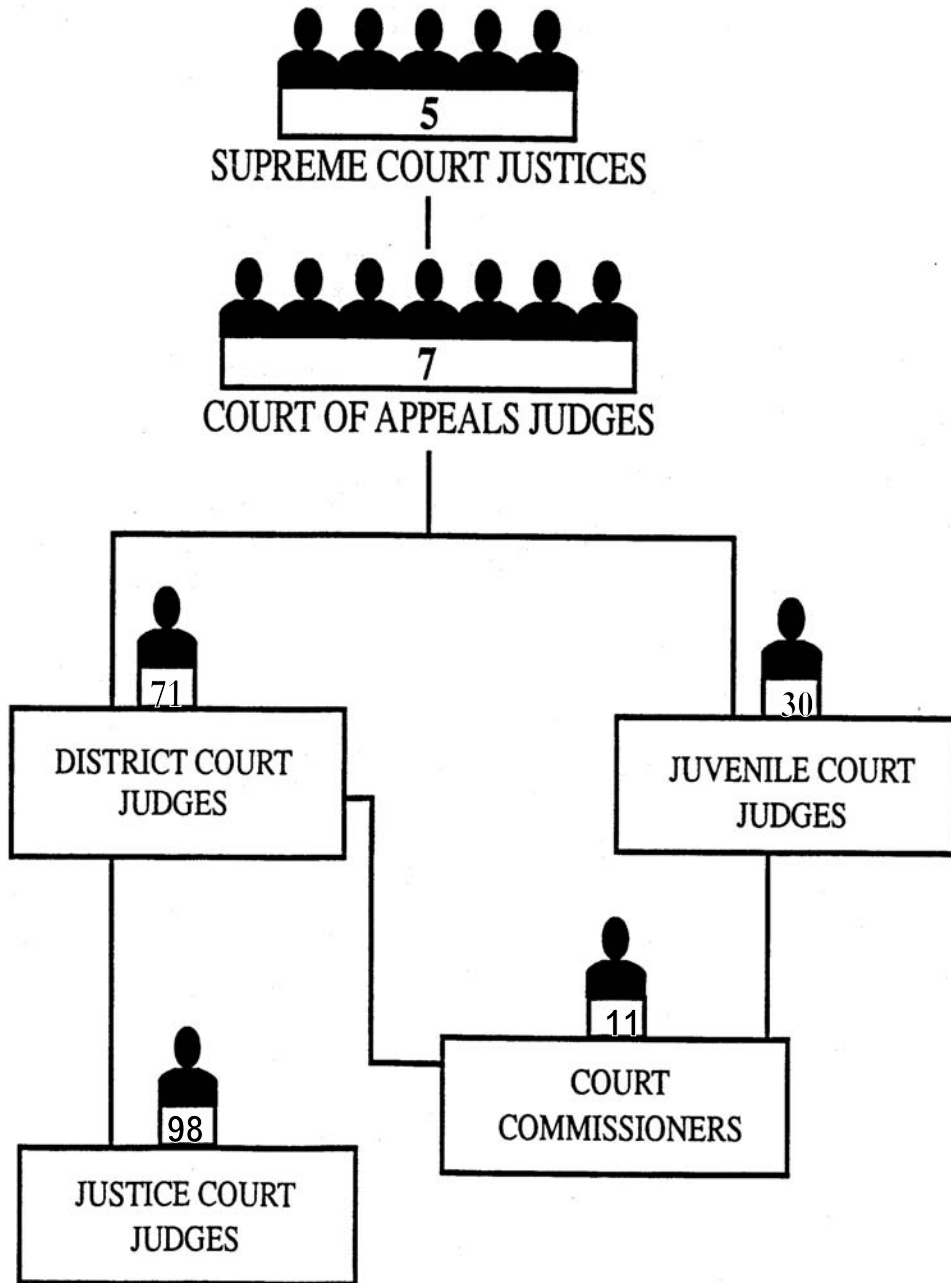 5
SUPREME COURT JUSTICES
7
COURT OF APPEALS JUDGES
71
DISTRICT COURT
JUDGES
30
JUVENILE COURT
JUDGES
11
COURT
COMMISSIONERS
98
JUSTICE COURT
JUDGES